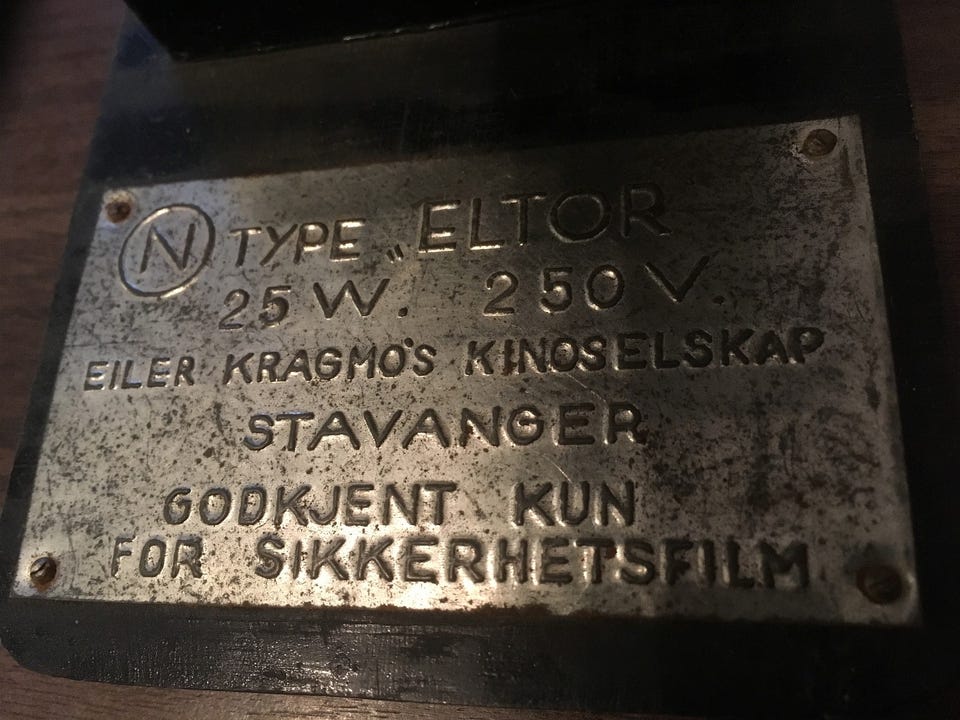 N TYPE „ELTOR
25 W. 250 V.
EILER KRAGMO'S KINOSELSKAP
STAVANGER
GODKJENT KUN
FOR SIKKERHETSFILM